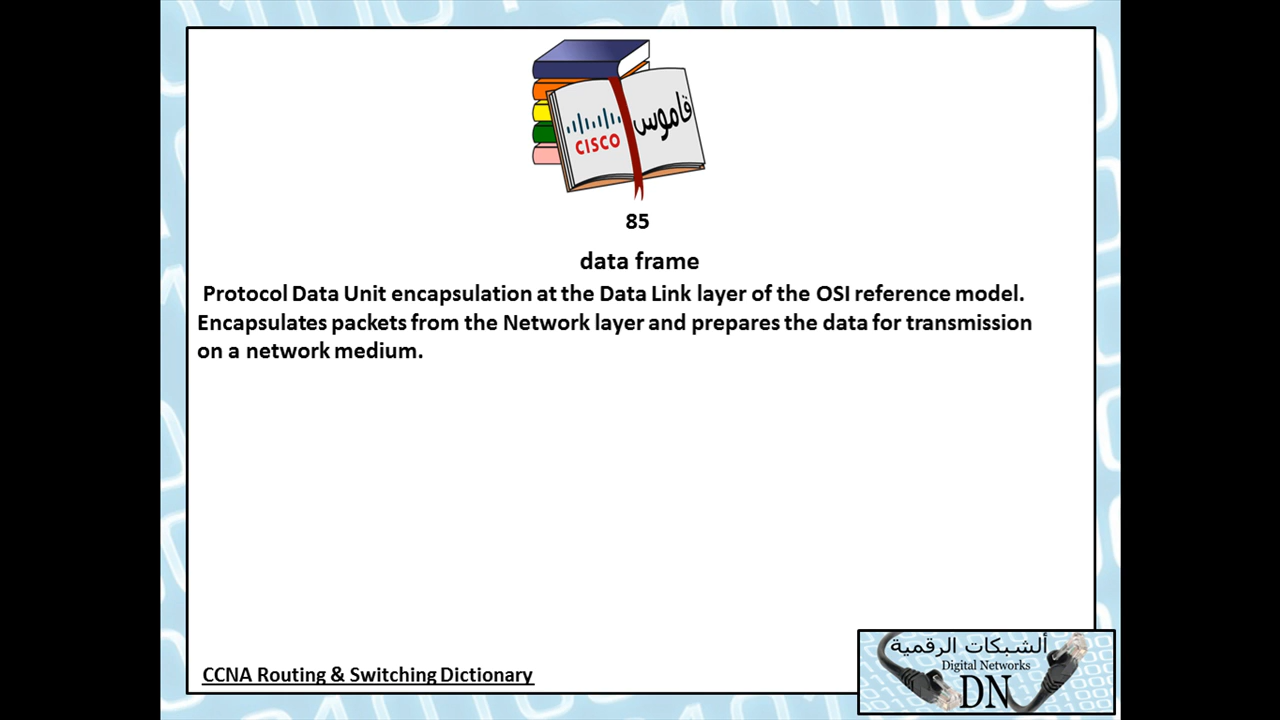 CISCO
قاموس
85
data frame
Protocol Data Unit encapsulation at the Data Link layer of the OSI reference model.
Encapsulates packets from the Network layer and prepares the data for transmission
on a network medium.
CCNA Routing & Switching Dictionary
ألشبكات الرقمية
Digital Networks
DN